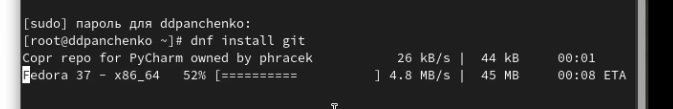 [sudo] пароль для ddpanchenko:
[root@ddpanchenko ~]# dnf install git
Copr repo for PyCharm owned by phracek          26 kB/s |  44 kB     00:01
Fedora 37 - x86_64   52% [==========          ] 4.8 MB/s |  45 MB     00:08 ETA